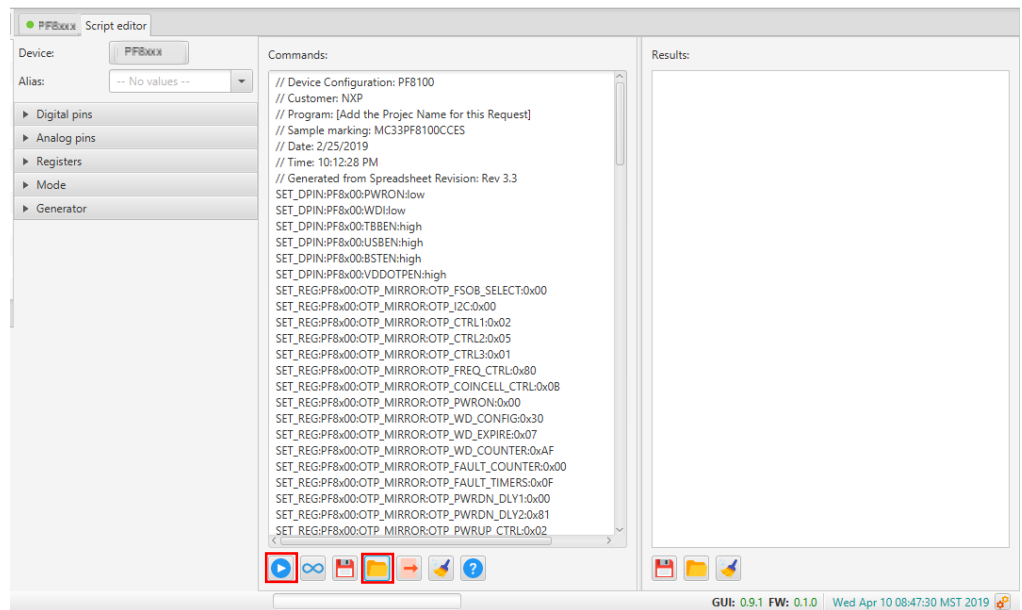 PF8xxx Script editor
Device: PF8xxx
Alias: -- No values --
Digital pins
Analog pins
Registers
Mode
Generator
Commands:
// Device Configuration: PF8100
// Customer: NXP
// Program: [Add the Projec Name for this Request]
// Sample marking: MC33PF8100CCES
// Date: 2/25/2019
// Time: 10:12:28 PM
// Generated from Spreadsheet Revision: Rev 3.3
SET_DPIN:PF8x00:PWRON:low
SET_DPIN:PF8x00:WDI:low
SET_DPIN:PF8x00:TBBEN:high
SET_DPIN:PF8x00:USBEN:high
SET_DPIN:PF8x00:BSTEN:high
SET_DPIN:PF8x00:VDDOTPEN:high
SET_REG:PF8x00:OTP_MIRROR:OTP_FSOB_SELECT:0x00
SET_REG:PF8x00:OTP_MIRROR:OTP_I2C:0x00
SET_REG:PF8x00:OTP_MIRROR:OTP_CTRL1:0x02
SET_REG:PF8x00:OTP_MIRROR:OTP_CTRL2:0x05
SET_REG:PF8x00:OTP_MIRROR:OTP_CTRL3:0x01
SET_REG:PF8x00:OTP_MIRROR:OTP_FREQ_CTRL:0x80
SET_REG:PF8x00:OTP_MIRROR:OTP_COINCELL_CTRL:0x0B
SET_REG:PF8x00:OTP_MIRROR:OTP_PWRON:0x00
SET_REG:PF8x00:OTP_MIRROR:OTP_WD_CONFIG:0x30
SET_REG:PF8x00:OTP_MIRROR:OTP_WD_EXPIRE:0x07
SET_REG:PF8x00:OTP_MIRROR:OTP_WD_COUNTER:0xAF
SET_REG:PF8x00:OTP_MIRROR:OTP_FAULT_COUNTER:0x00
SET_REG:PF8x00:OTP_MIRROR:OTP_FAULT_TIMERS:0x0F
SET_REG:PF8x00:OTP_MIRROR:OTP_PWRDN_DLY1:0x00
SET_REG:PF8x00:OTP_MIRROR:OTP_PWRDN_DLY2:0x81
SET_REG:PF8x00:OTP_MIRROR:OTP_PWRUP_CTRL:0x02
Results:
GUI: 0.9.1 FW: 0.1.0 Wed Apr 10 08:47:30 MST 2019